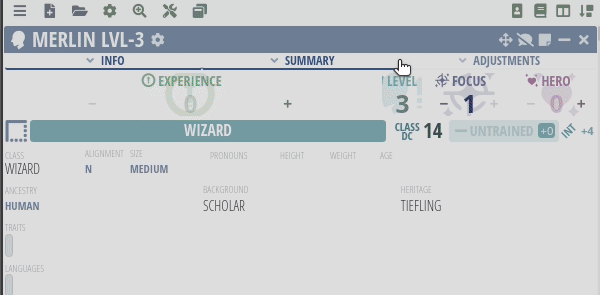 MERLIN LVL-3
INFO SUMMARY ADJUSTMENTS
EXPERIENCE LEVEL FOCUS HERO
0 3 1 0
WIZARD CLASS DC 14 UNTRAINED +0 INT +4
CLASS ALIGNMENT SIZE PRONOUNS HEIGHT WEIGHT AGE
WIZARD N MEDIUM
ANCESTRY BACKGROUND HERITAGE
HUMAN SCHOLAR TIEFLING
TRAITS
LANGUAGES